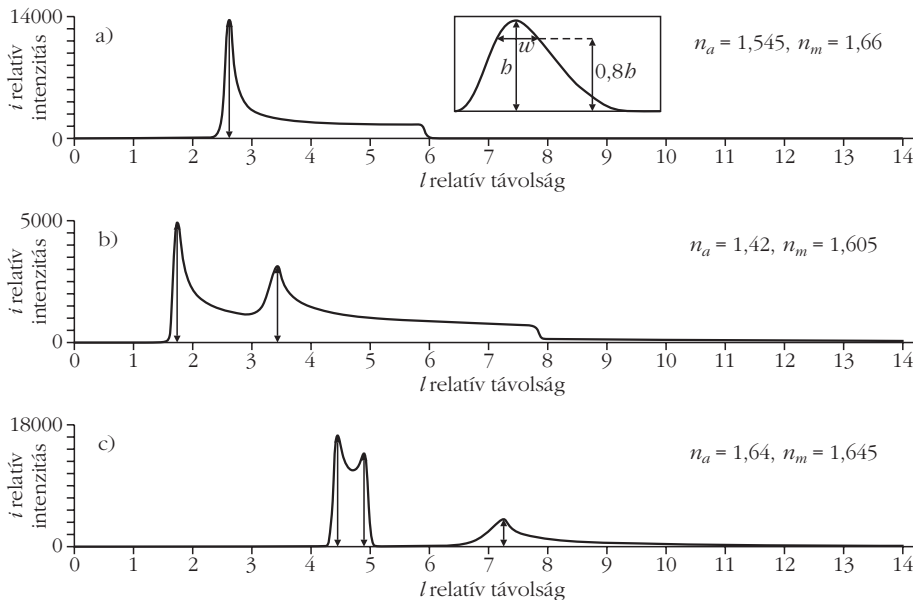 14000
a)
i relatív
intenzitás
0
w
h
0,8h
n_a = 1,545, n_m = 1,66
0 1 2 3 4 5 6 7 8 9 10 11 12 13 14
l relatív távolság
5000
b)
i relatív
intenzitás
0
n_a = 1,42, n_m = 1,605
0 1 2 3 4 5 6 7 8 9 10 11 12 13 14
l relatív távolság
18000
c)
i relatív
intenzitás
0
n_a = 1,64, n_m = 1,645
0 1 2 3 4 5 6 7 8 9 10 11 12 13 14
l relatív távolság